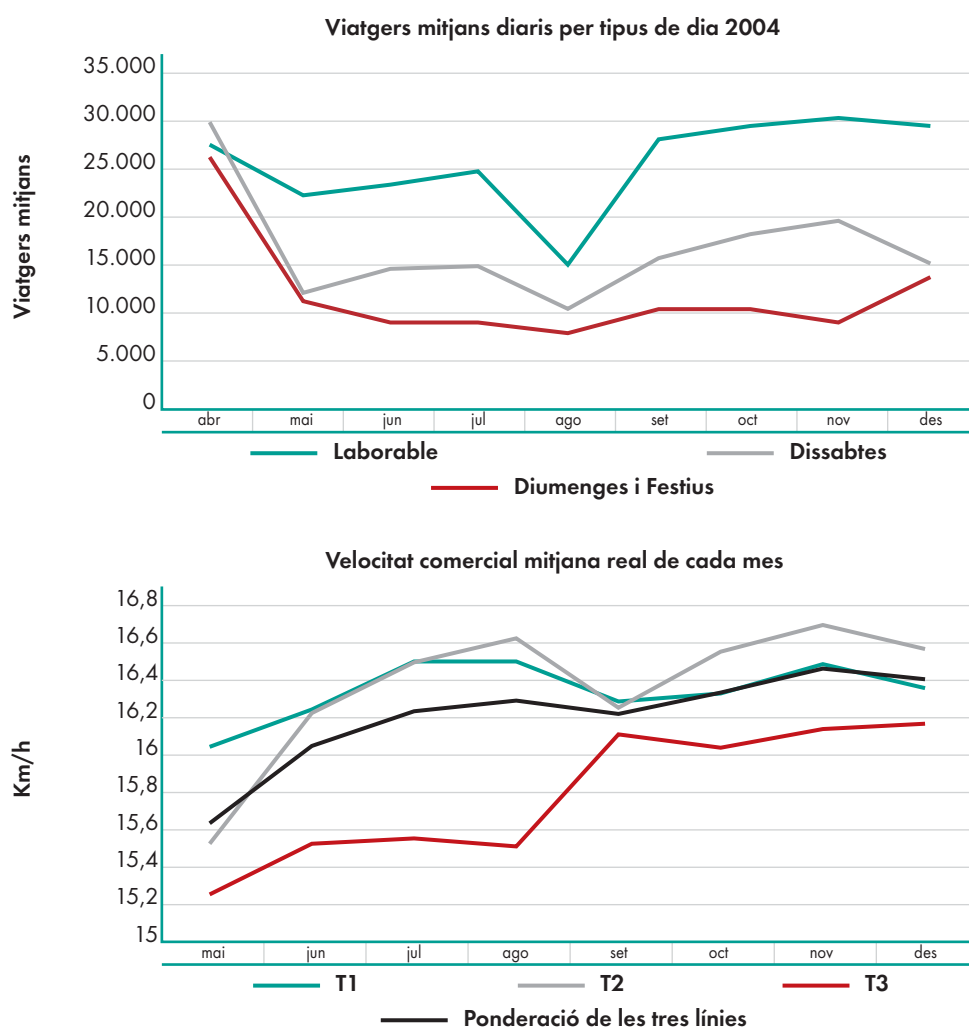 Viatgers mitjans diaris per tipus de dia 2004
Viatgers mitjans
35.000
30.000
25.000
20.000
15.000
10.000
5.000
0
abr mai jun jul ago set oct nov des
Laborable Dissabtes
Diumenges i Festius
Velocitat comercial mitjana real de cada mes
Km/h
16,8
16,6
16,4
16,2
16
15,8
15,6
15,4
15,2
15
mai jun jul ago set oct nov des
T1 T2 T3
Ponderació de les tres línies